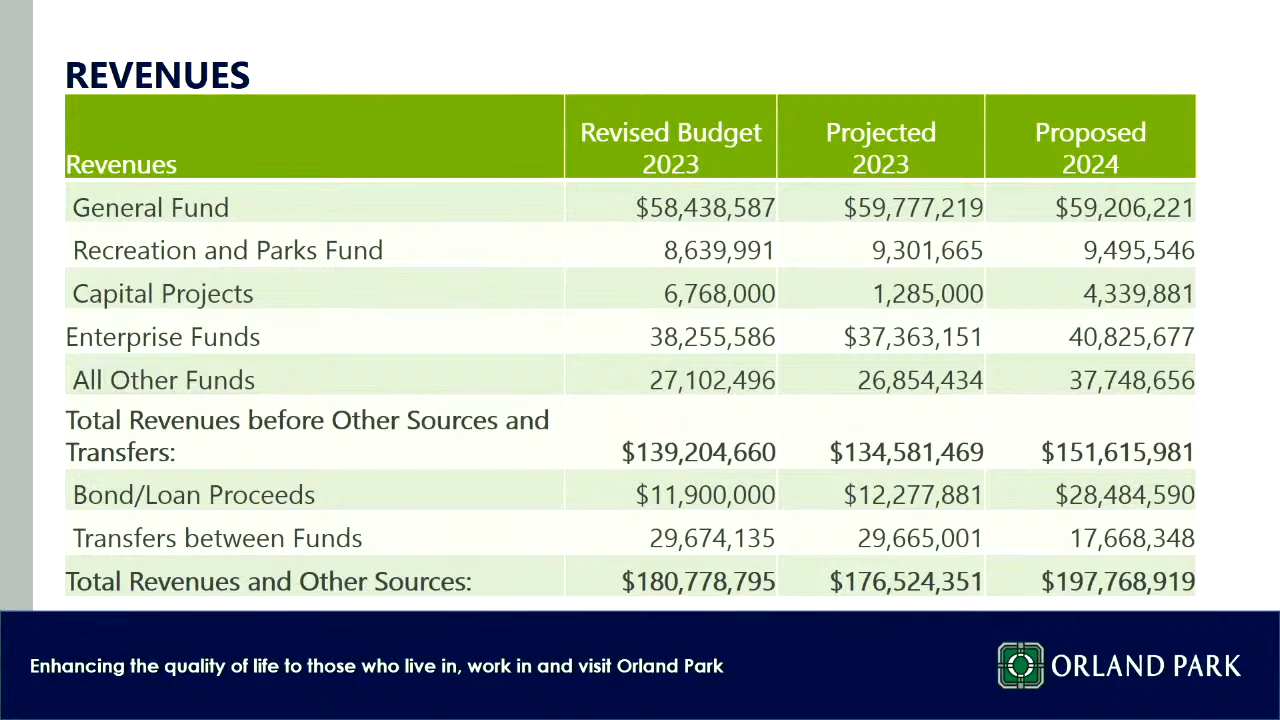 REVENUES
Revenues Revised Budget 2023 Projected 2023 Proposed 2024
General Fund $58,438,587 $59,777,219 $59,206,221
Recreation and Parks Fund 8,639,991 9,301,665 9,495,546
Capital Projects 6,768,000 1,285,000 4,339,881
Enterprise Funds 38,255,586 $37,363,151 40,825,677
All Other Funds 27,102,496 26,854,434 37,748,656
Total Revenues before Other Sources and
Transfers: $139,204,660 $134,581,469 $151,615,981
Bond/Loan Proceeds $11,900,000 $12,277,881 $28,484,590
Transfers between Funds 29,674,135 29,665,001 17,668,348
Total Revenues and Other Sources: $180,778,795 $176,524,351 $197,768,919
Enhancing the quality of life to those who live in, work in and visit Orland Park
ORLAND PARK